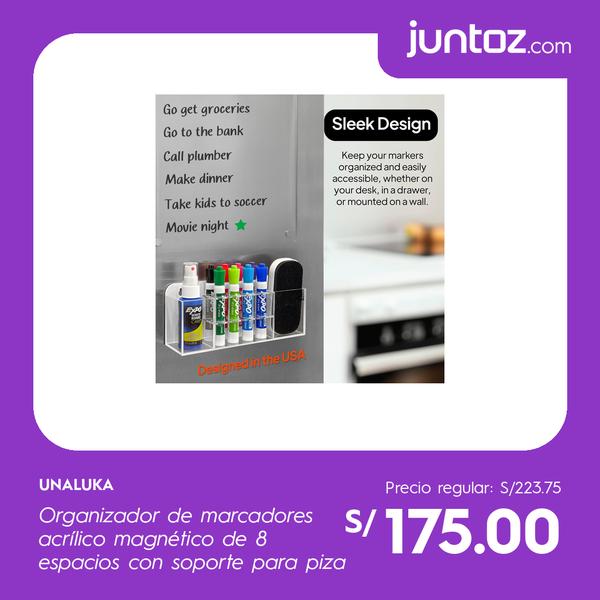 juntoz.com
Go get groceries
Go to the bank
Call plumber
Make dinner
Take kids to soccer
Movie night
Sleek Design
Keep your markers
organized and easily
accessible, whether on
your desk, in a drawer,
or mounted on a wall.
EXPO
Designed in the USA
UNALUKA
Organizador de marcadores
acrílico magnético de 8
espacios con soporte para piza
Precio regular: S/223.75
S/175.00